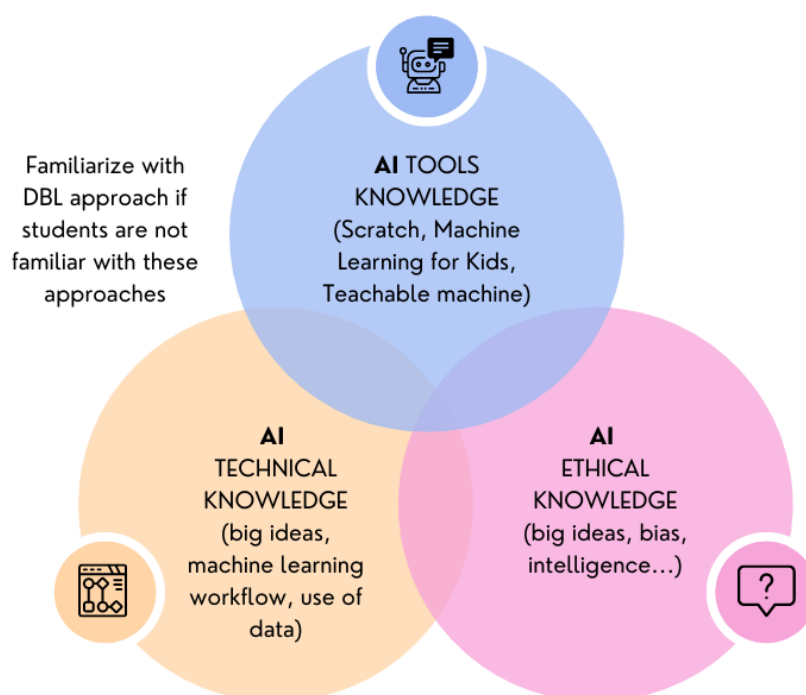 Familiarize with
DBL approach if
students are not
familiar with these
approaches
AI TOOLS
KNOWLEDGE
(Scratch, Machine
Learning for Kids,
Teachable machine)
AI
TECHNICAL
KNOWLEDGE
(big ideas,
machine learning
workflow, use of
data)
AI
ETHICAL
KNOWLEDGE
(big ideas, bias,
intelligence...)
?